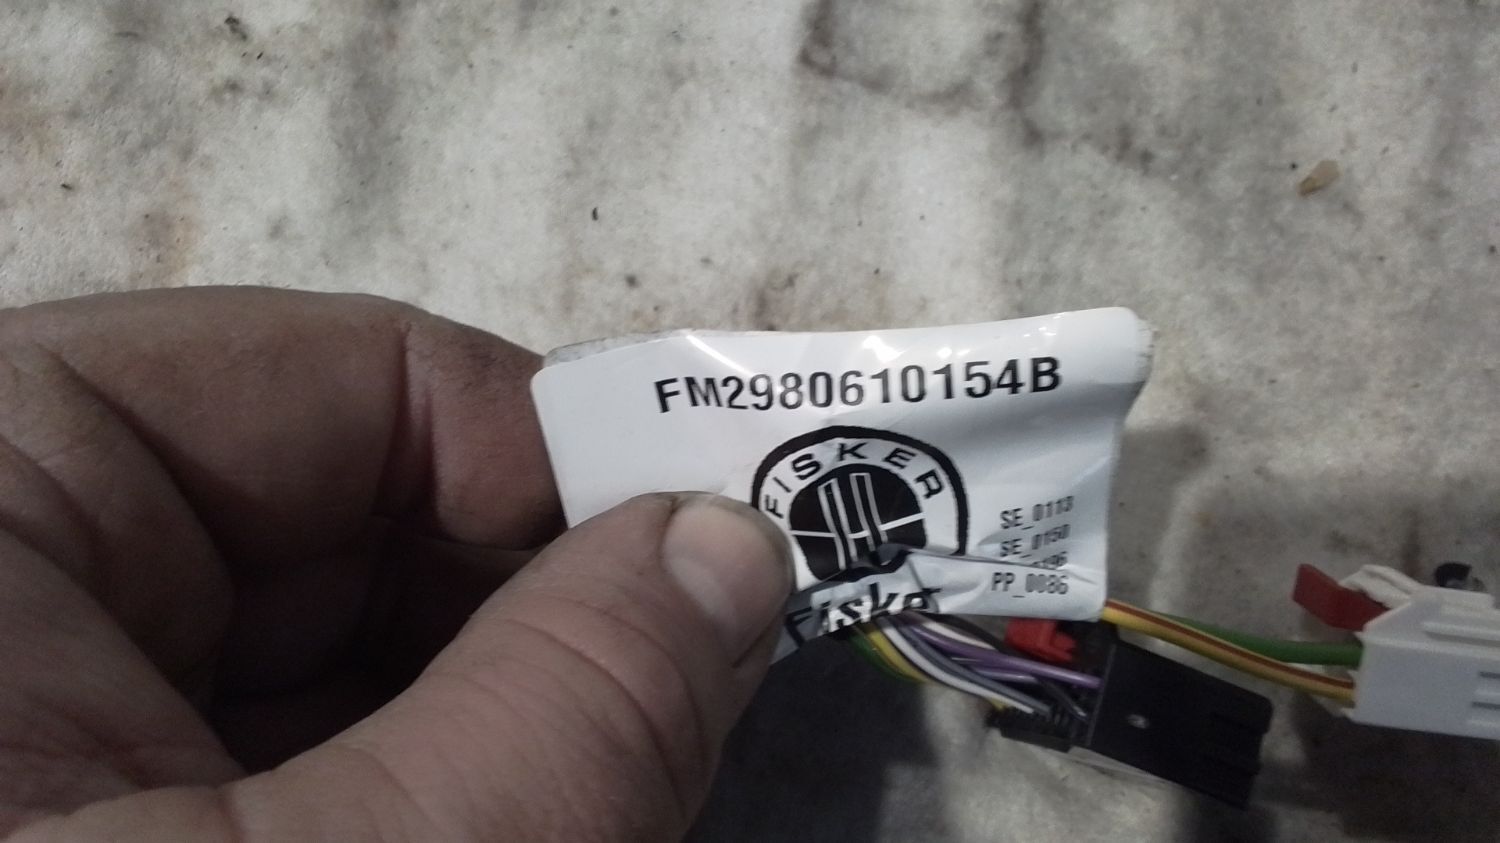 FM2980610154B
FISKER
SE_0113
SE_0150
PP_0086